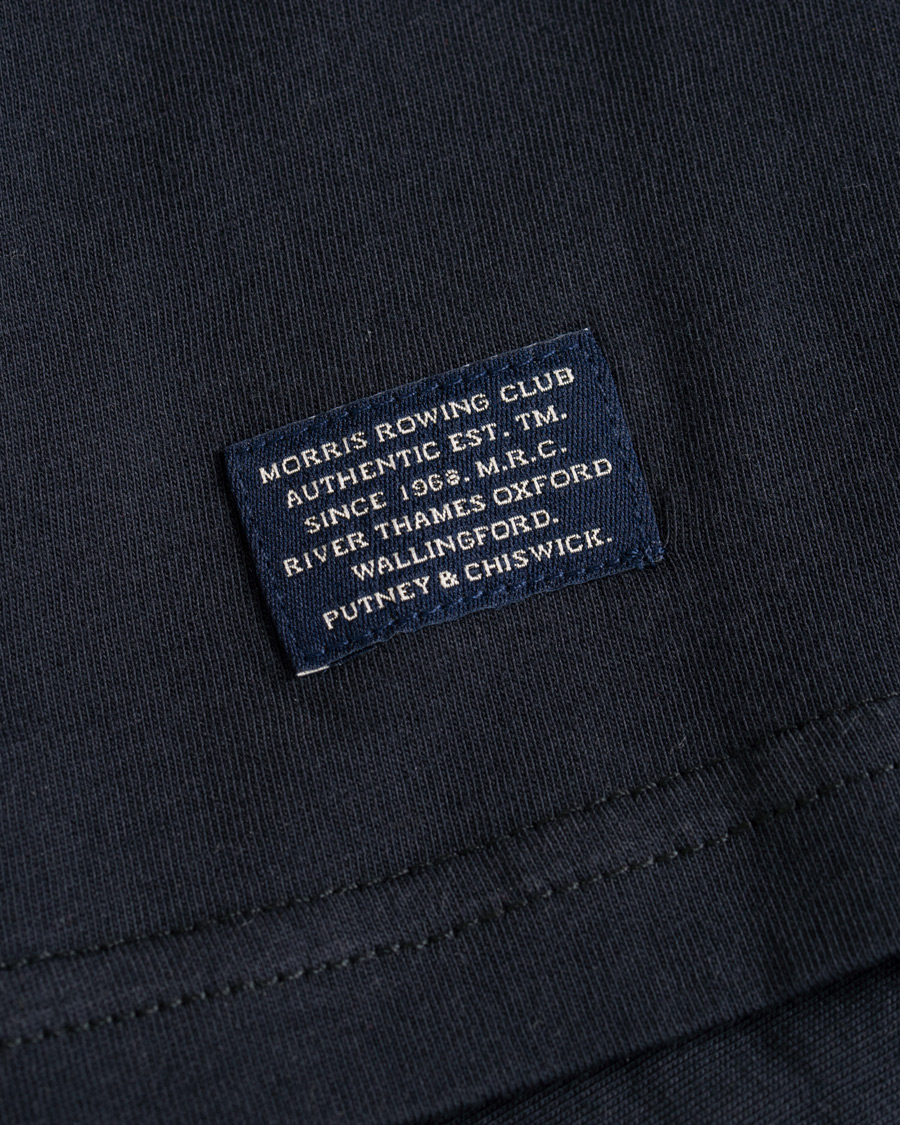 MORRIS ROWING CLUB
AUTHENTIC EST. TM.
SINCE 1968. M.R.C.
RIVER THAMES OXFORD
WALLINGFORD.
PUTNEY & CHISWICK.